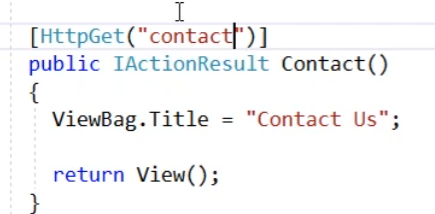 [HttpGet("contact")]
public IActionResult Contact()
{
ViewBag.Title = "Contact Us";
return View();
}